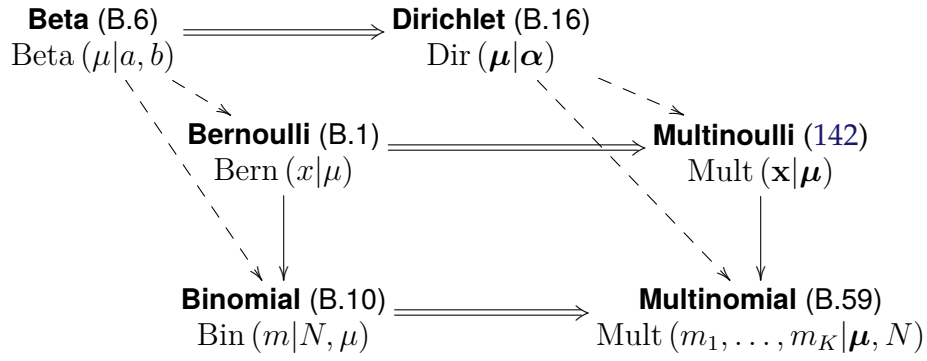 Beta (B.6) Dirichlet (B.16)
Beta (μ|a, b) Dir (μ|α)
Bernoulli (B.1) Multinoulli (142)
Bern (x|μ) Mult (x|μ)
Binomial (B.10) Multinomial (B.59)
Bin (m|N, μ) Mult (m₁, . . . , m_K|μ, N)